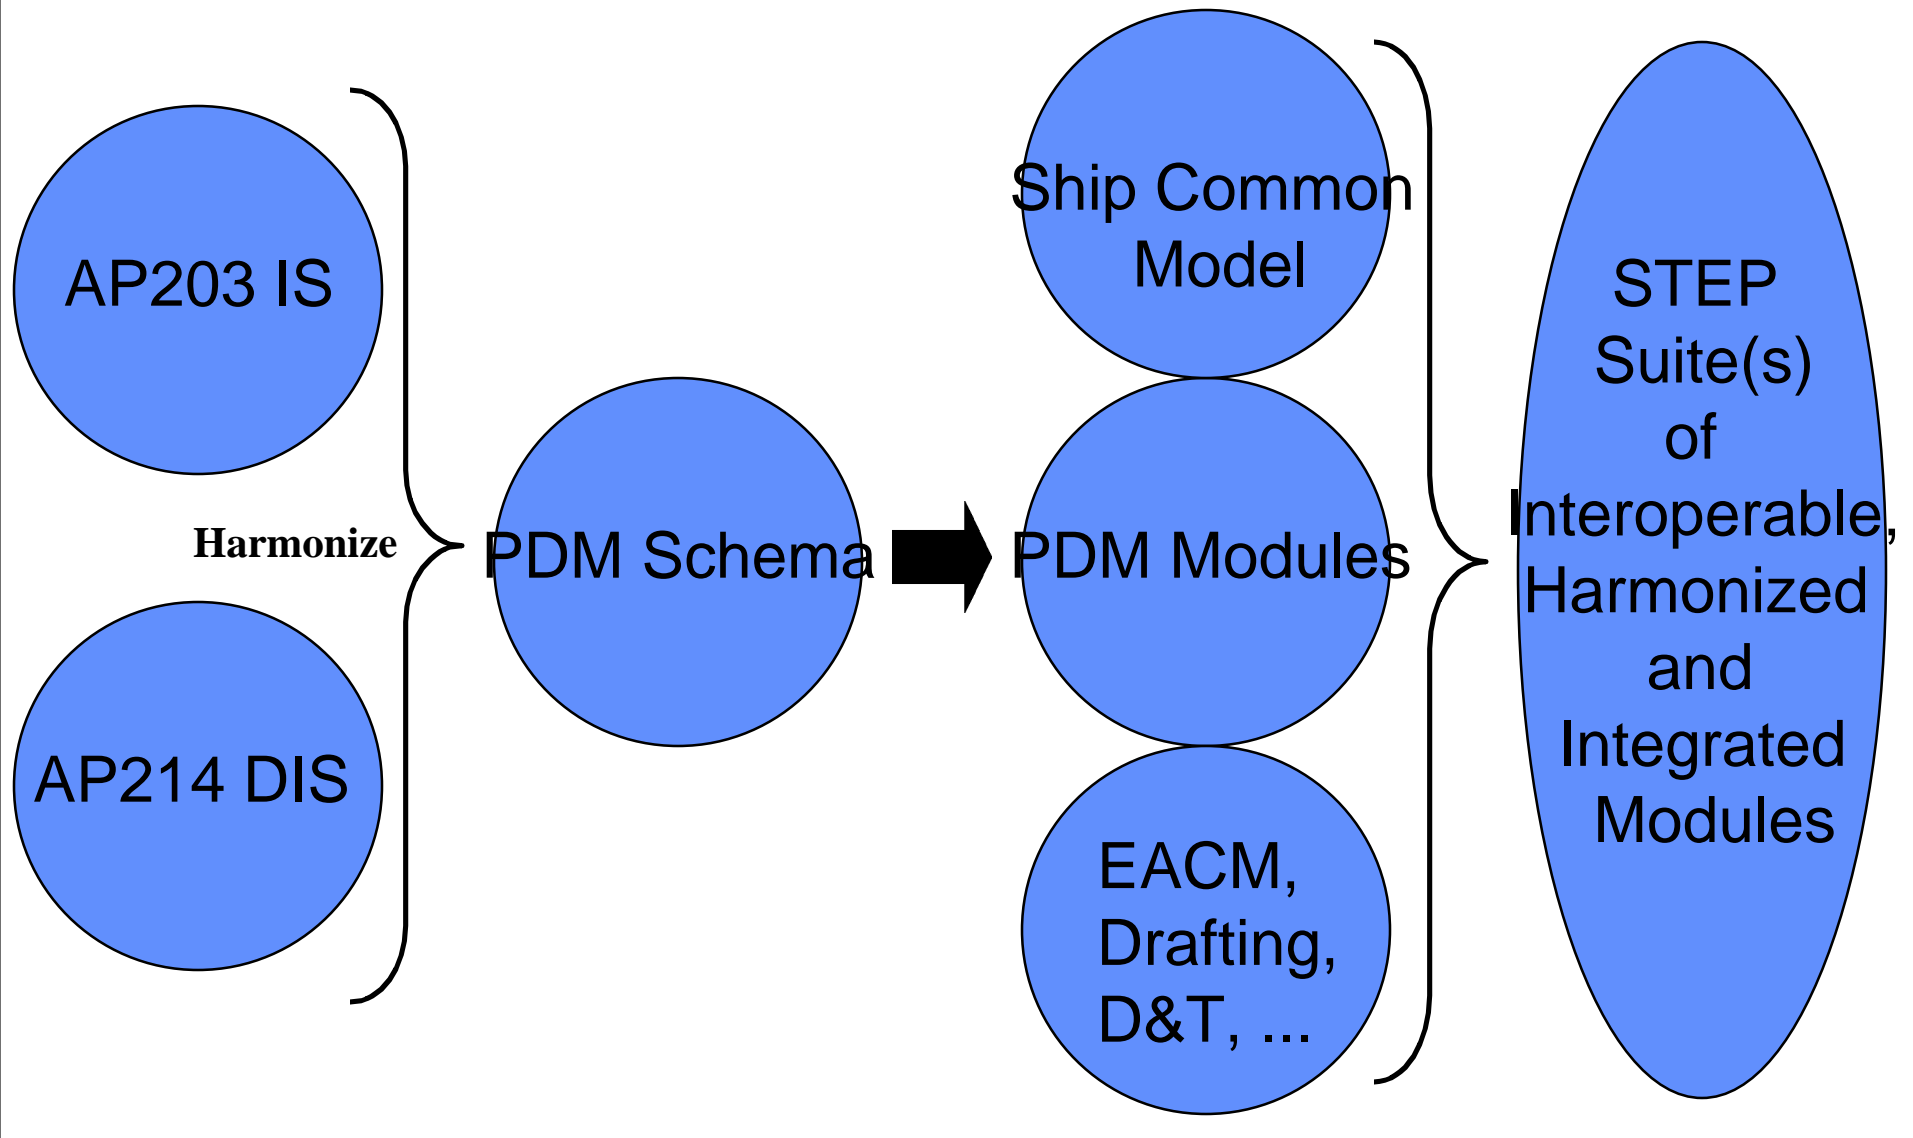 AP203 IS
Harmonize
AP214 DIS
PDM Schema
Ship Common
Model
PDM Modules
EACM,
Drafting,
D&T, ...
STEP
Suite(s)
of
Interoperable,
Harmonized
and
Integrated
Modules